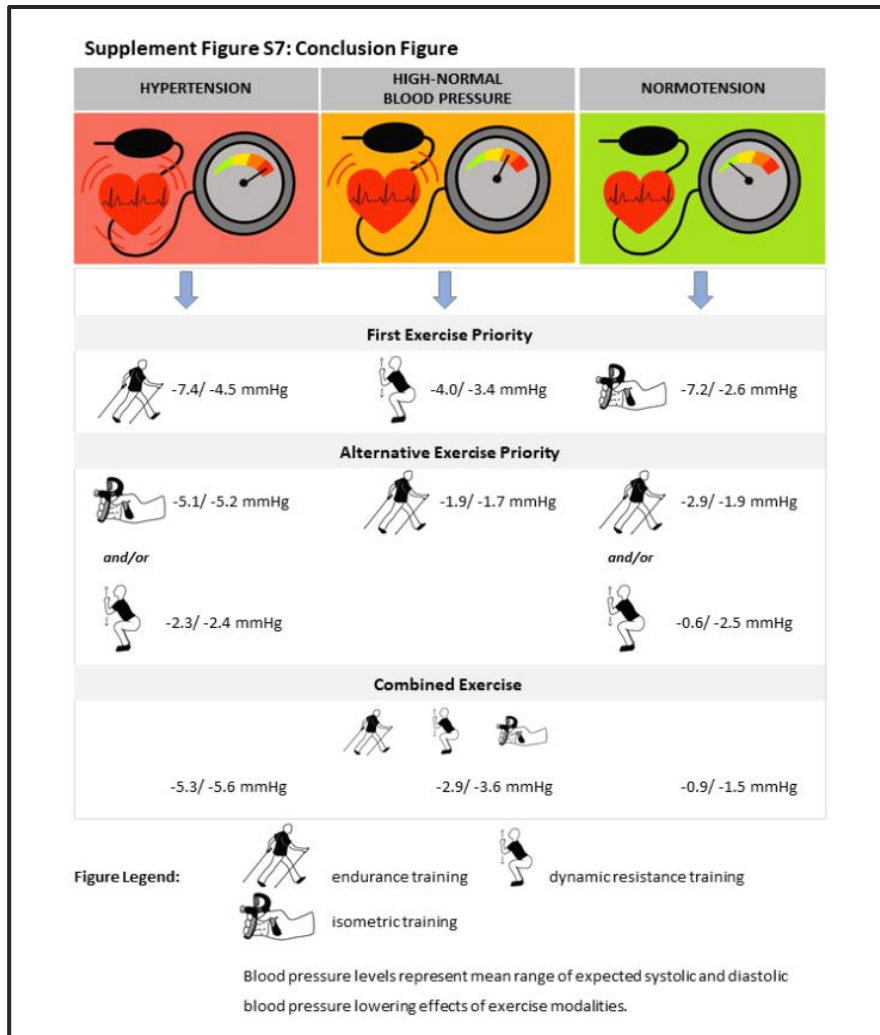 Supplement Figure S7: Conclusion Figure
HYPERTENSION
HIGH-NORMAL
BLOOD PRESSURE
NORMOTENSION
First Exercise Priority
-7.4/ -4.5 mmHg
-4.0/ -3.4 mmHg
-7.2/ -2.6 mmHg
Alternative Exercise Priority
-5.1/ -5.2 mmHg
-1.9/ -1.7 mmHg
-2.9/ -1.9 mmHg
and/or
and/or
-2.3/ -2.4 mmHg
-0.6/ -2.5 mmHg
Combined Exercise
-5.3/ -5.6 mmHg
-2.9/ -3.6 mmHg
-0.9/ -1.5 mmHg
Figure Legend:
endurance training
dynamic resistance training
isometric training
Blood pressure levels represent mean range of expected systolic and diastolic
blood pressure lowering effects of exercise modalities.